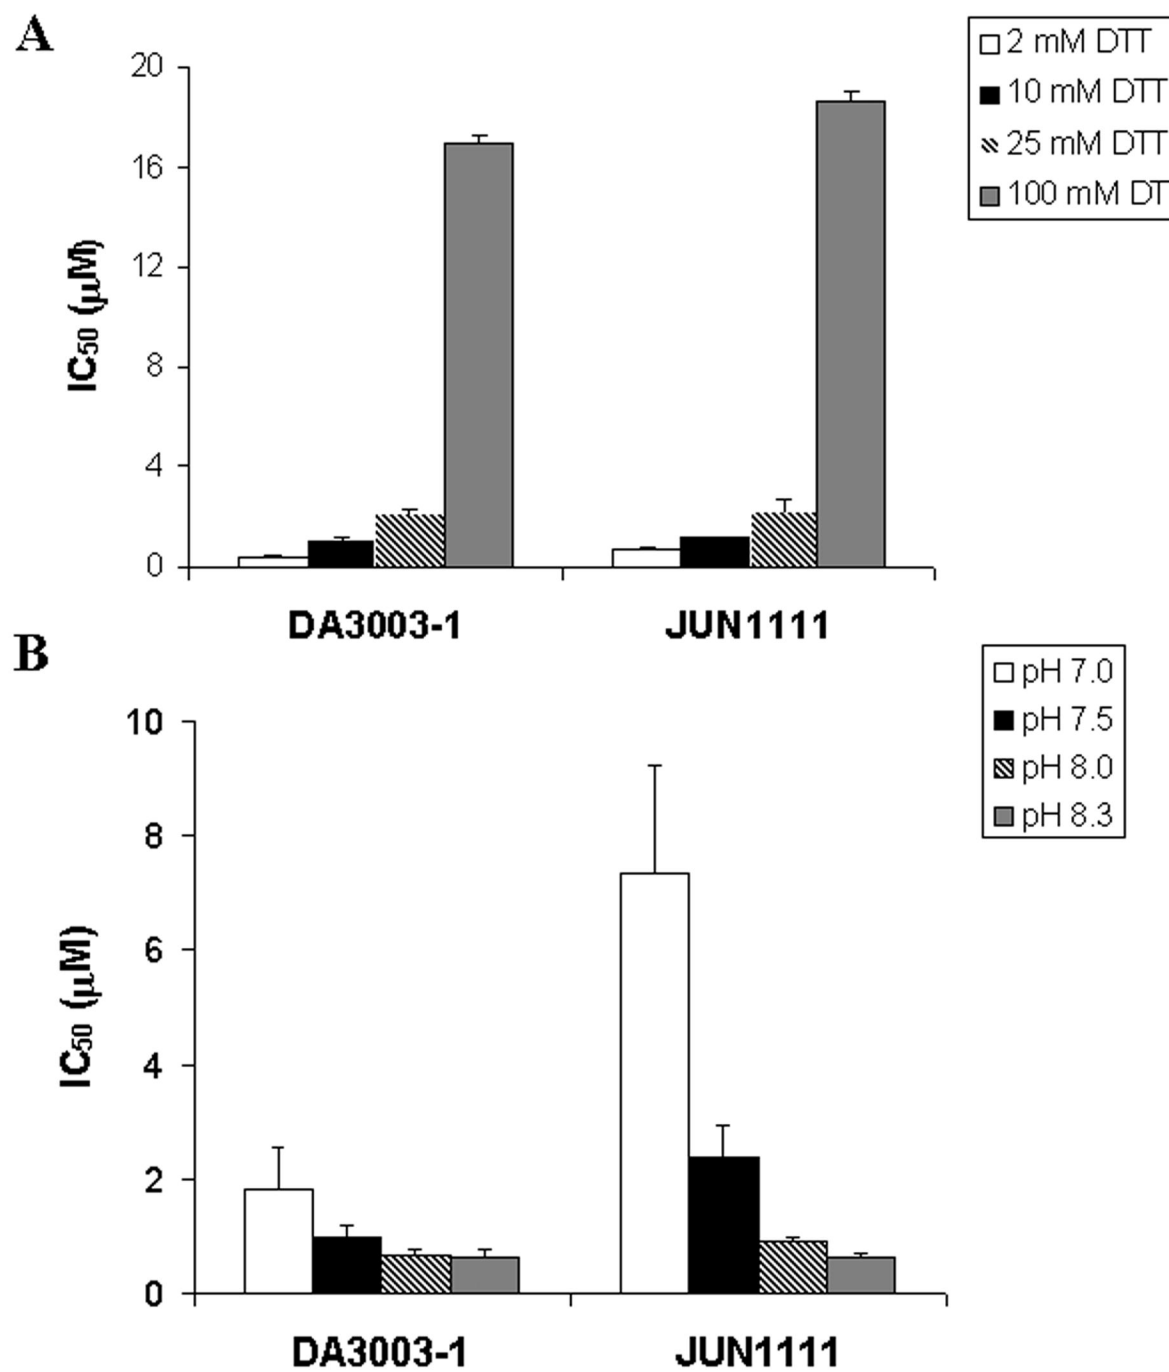 A
2 mM DTT
10 mM DTT
25 mM DTT
100 mM DT
20
16
12
8
4
0
IC50 (μM)
DA3003-1 JUN1111
B
pH 7.0
pH 7.5
pH 8.0
pH 8.3
10
8
6
4
2
0
IC50 (μM)
DA3003-1 JUN1111